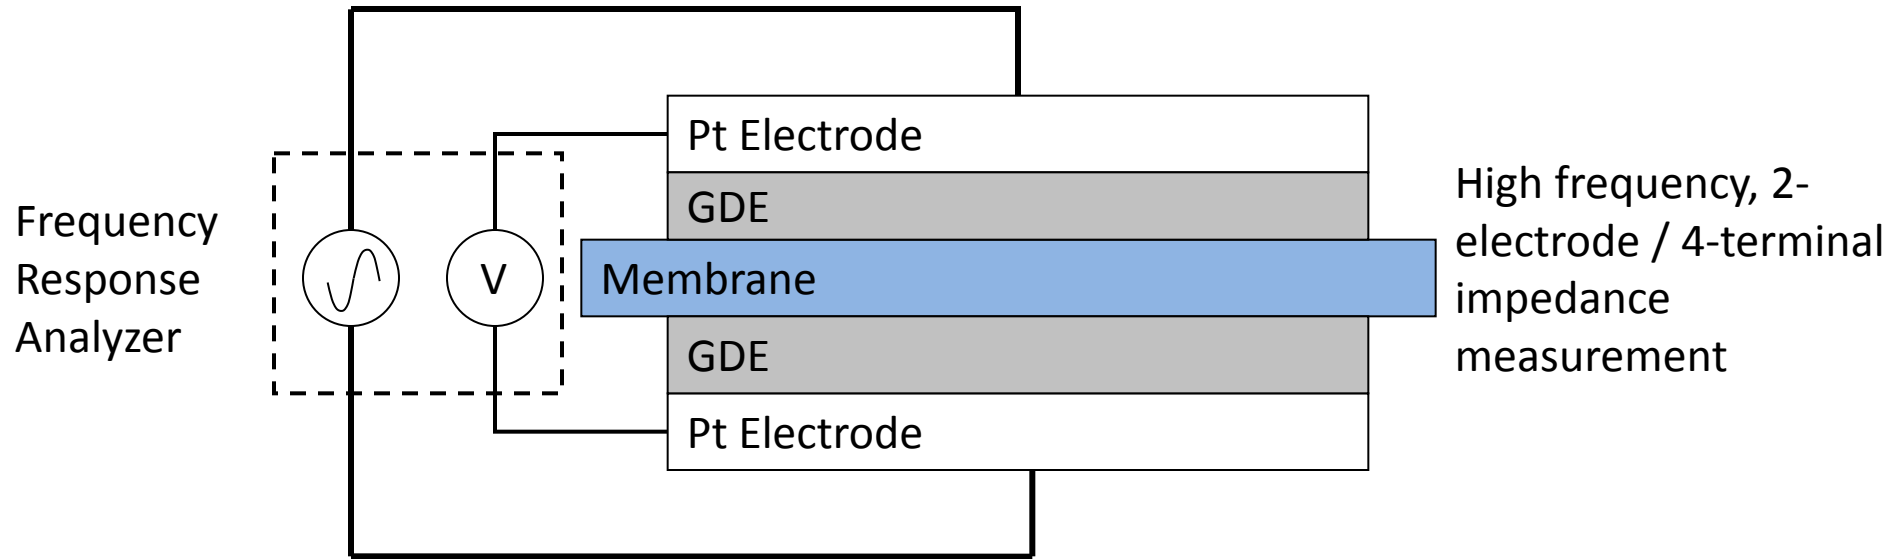 Pt Electrode
GDE
Membrane
GDE
Pt Electrode
Frequency
Response
Analyzer
V
High frequency, 2-
electrode / 4-terminal
impedance
measurement